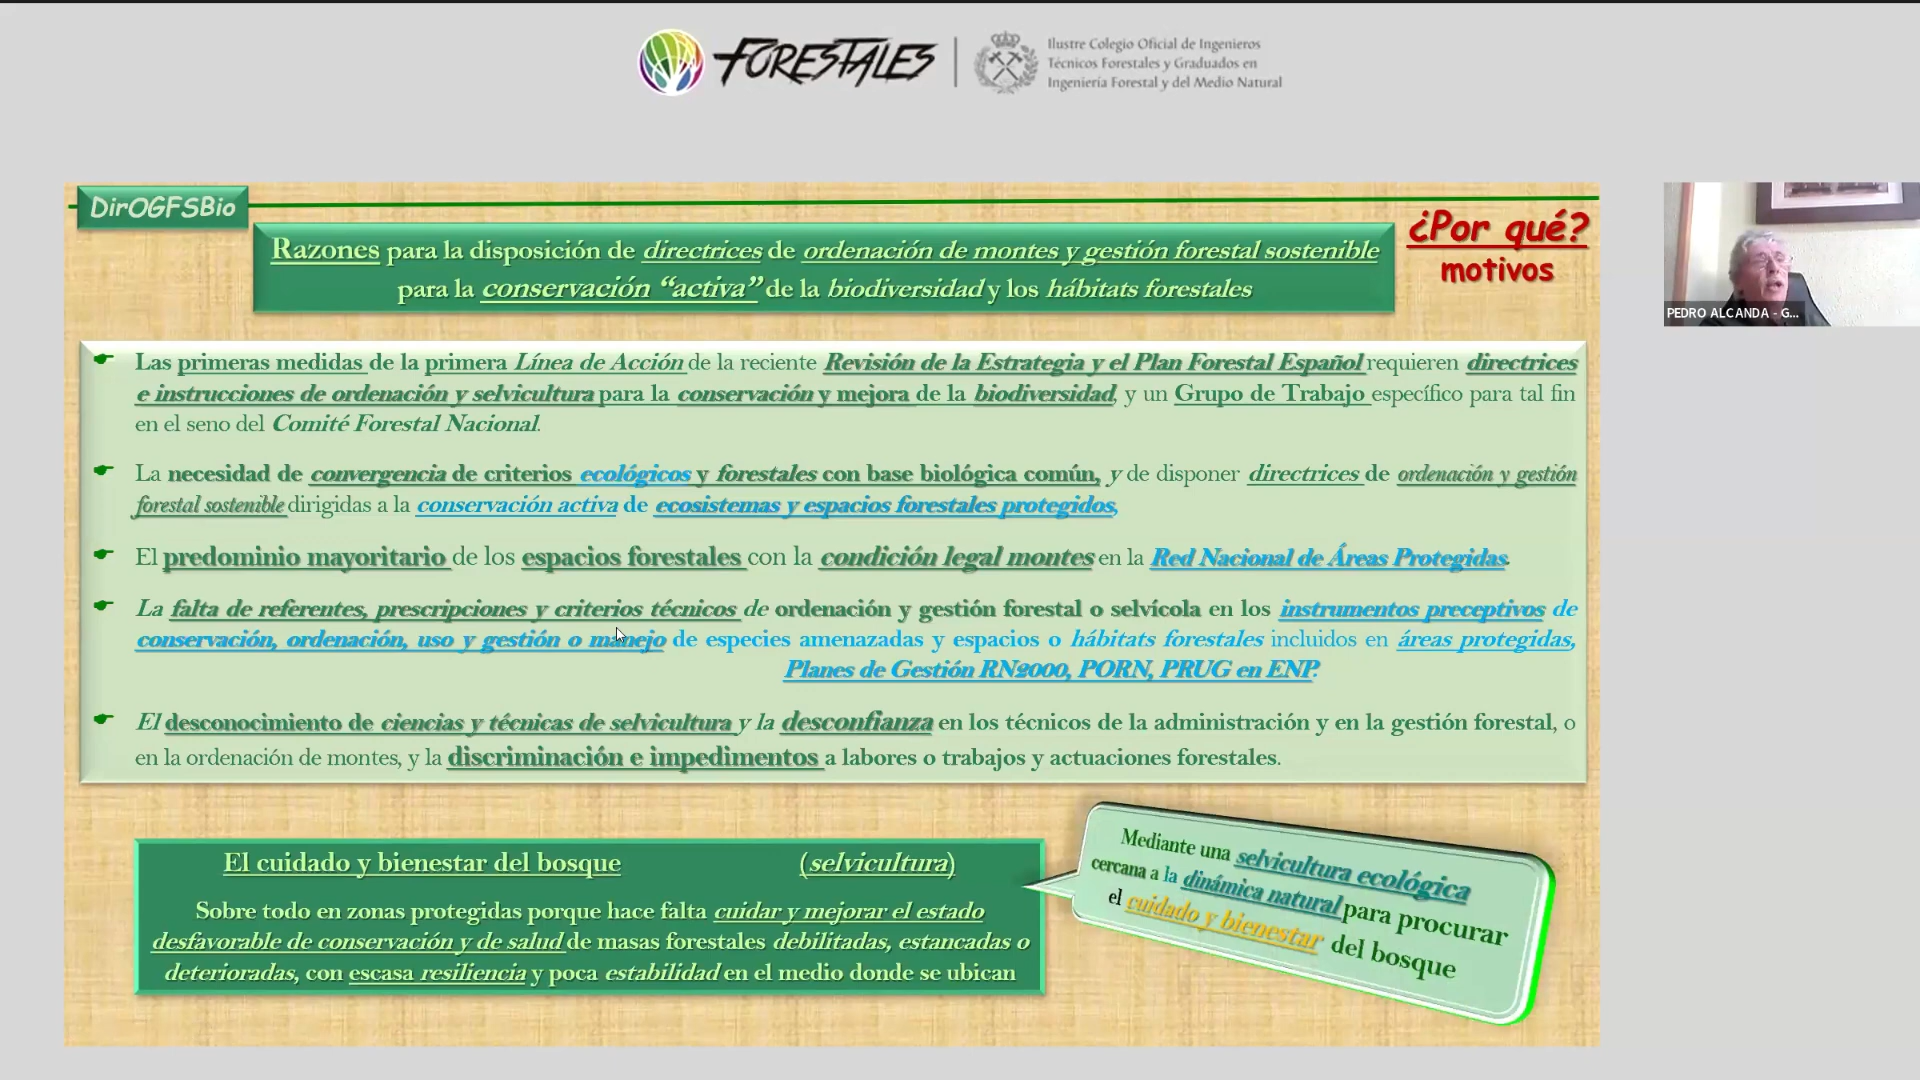 FORESTALES
Ilustre Colegio Oficial de Ingenieros
Técnicos Forestales y Graduados en
Ingeniería Forestal y del Medio Natural
DirOGFSBio
Razones para la disposición de directrices de ordenación de montes y gestión forestal sostenible
para la conservación “activa” de la biodiversidad y los hábitats forestales
¿Por qué?
motivos
PEDRO ALCANDA - G...
Las primeras medidas de la primera Línea de Acción de la reciente Revisión de la Estrategia y el Plan Forestal Español requieren directrices
e instrucciones de ordenación y selvicultura para la conservación y mejora de la biodiversidad, y un Grupo de Trabajo específico para tal fin
en el seno del Comité Forestal Nacional.
La necesidad de convergencia de criterios ecológicos y forestales con base biológica común, y de disponer directrices de ordenación y gestión
forestal sostenible dirigidas a la conservación activa de ecosistemas y espacios forestales protegidos,
El predominio mayoritario de los espacios forestales con la condición legal montes en la Red Nacional de Áreas Protegidas.
La falta de referentes, prescripciones y criterios técnicos de ordenación y gestión forestal o selvícola en los instrumentos preceptivos de
conservación, ordenación, uso y gestión o manejo de especies amenazadas y espacios o hábitats forestales incluidos en áreas protegidas,
Planes de Gestión RN2000, PORN, PRUG en ENP.
El desconocimiento de ciencias y técnicas de selvicultura y la desconfianza en los técnicos de la administración y en la gestión forestal, o
en la ordenación de montes, y la discriminación e impedimentos a labores o trabajos y actuaciones forestales.
El cuidado y bienestar del bosque (selvicultura)
Sobre todo en zonas protegidas porque hace falta cuidar y mejorar el estado
desfavorable de conservación y de salud de masas forestales debilitadas, estancadas o
deterioradas, con escasa resiliencia y poca estabilidad en el medio donde se ubican
Mediante una selvicultura ecológica
cercana a la dinámica natural para procurar
el cuidado y bienestar del bosque